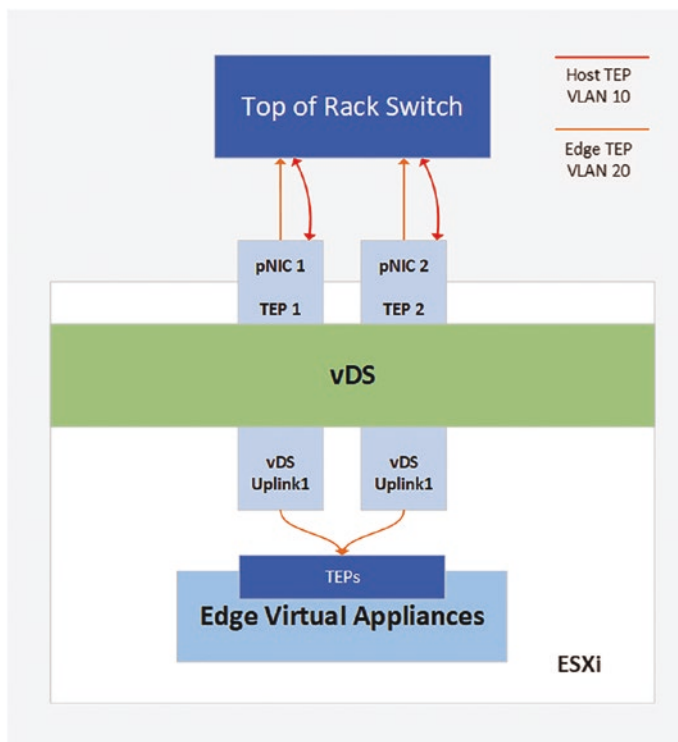 Top of Rack Switch
Host TEP
VLAN 10
Edge TEP
VLAN 20
pNIC 1
TEP 1
pNIC 2
TEP 2
vDS
vDS
Uplink1
vDS
Uplink1
TEPs
Edge Virtual Appliances
ESXi